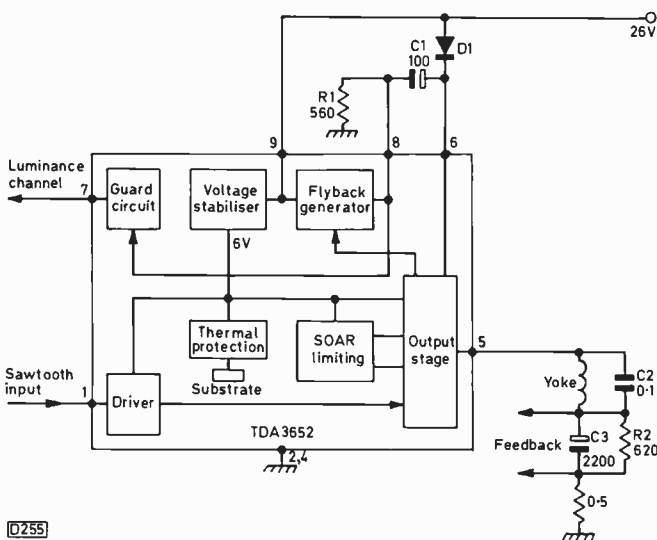 26V
C1
100
D1
R1
560
9
8
6
Luminance
channel
7
Guard
circuit
Voltage
stabiliser
Flyback
generator
6V
Thermal
protection
SOAR
limiting
Output
stage
5
Substrate
Sawtooth
input
1
Driver
TDA3652
2,4
Yoke
C2
0·1
Feedback
C3
2200
R2
620
0·5
D255